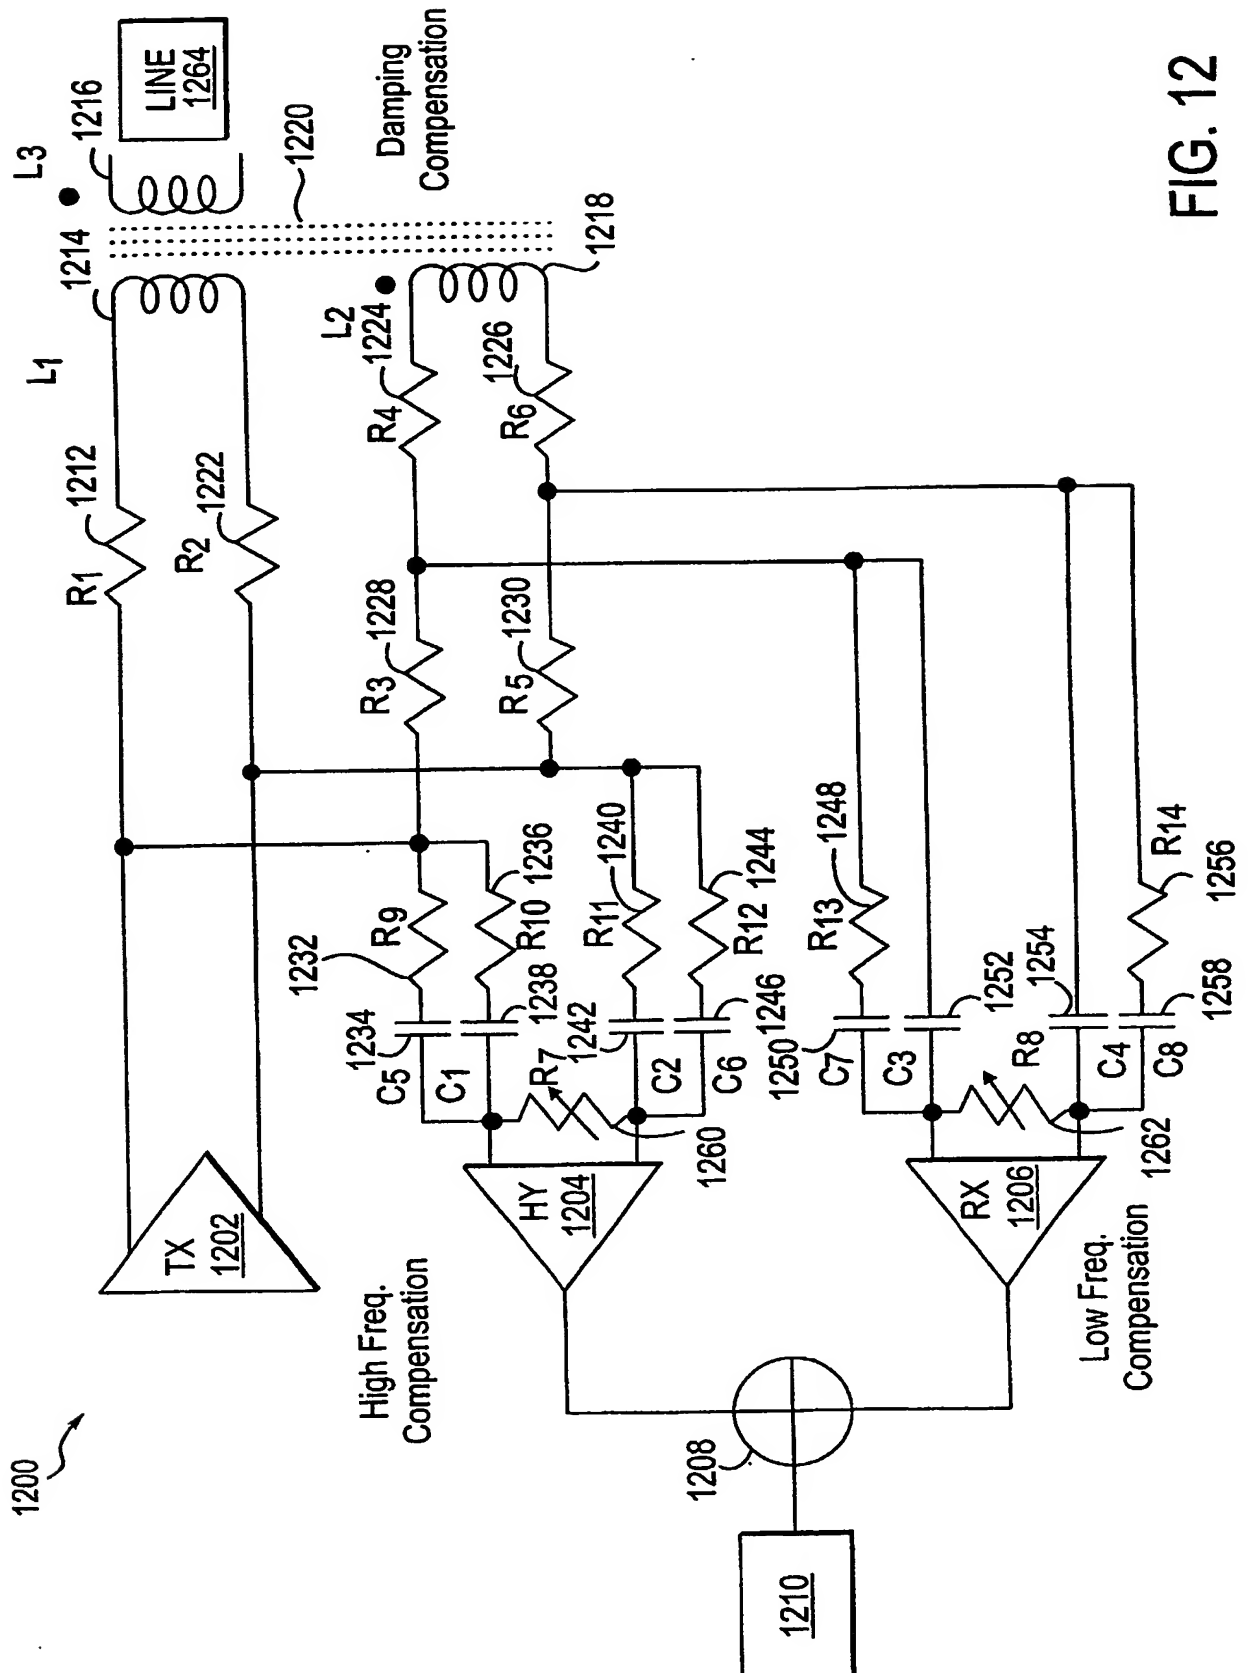 1200
TX
1202
R1
1212
L1
1214
L3
1216
LINE
1264
R2
1222
1220
Damping
Compensation
L2
1224
R4
1226
R6
1218
R3
1228
R5
1230
High Freq.
Compensation
HY
1204
1232
R9
1234
C5
R10
1236
1238
C1
R7
1260
R11
1240
1242
C2
R12
1244
1246
C6
1208
1210
Low Freq.
Compensation
RX
1206
R13
1248
1250
C7
C3
1252
R8
1262
1254
C4
C8
R14
1256
1258
FIG. 12